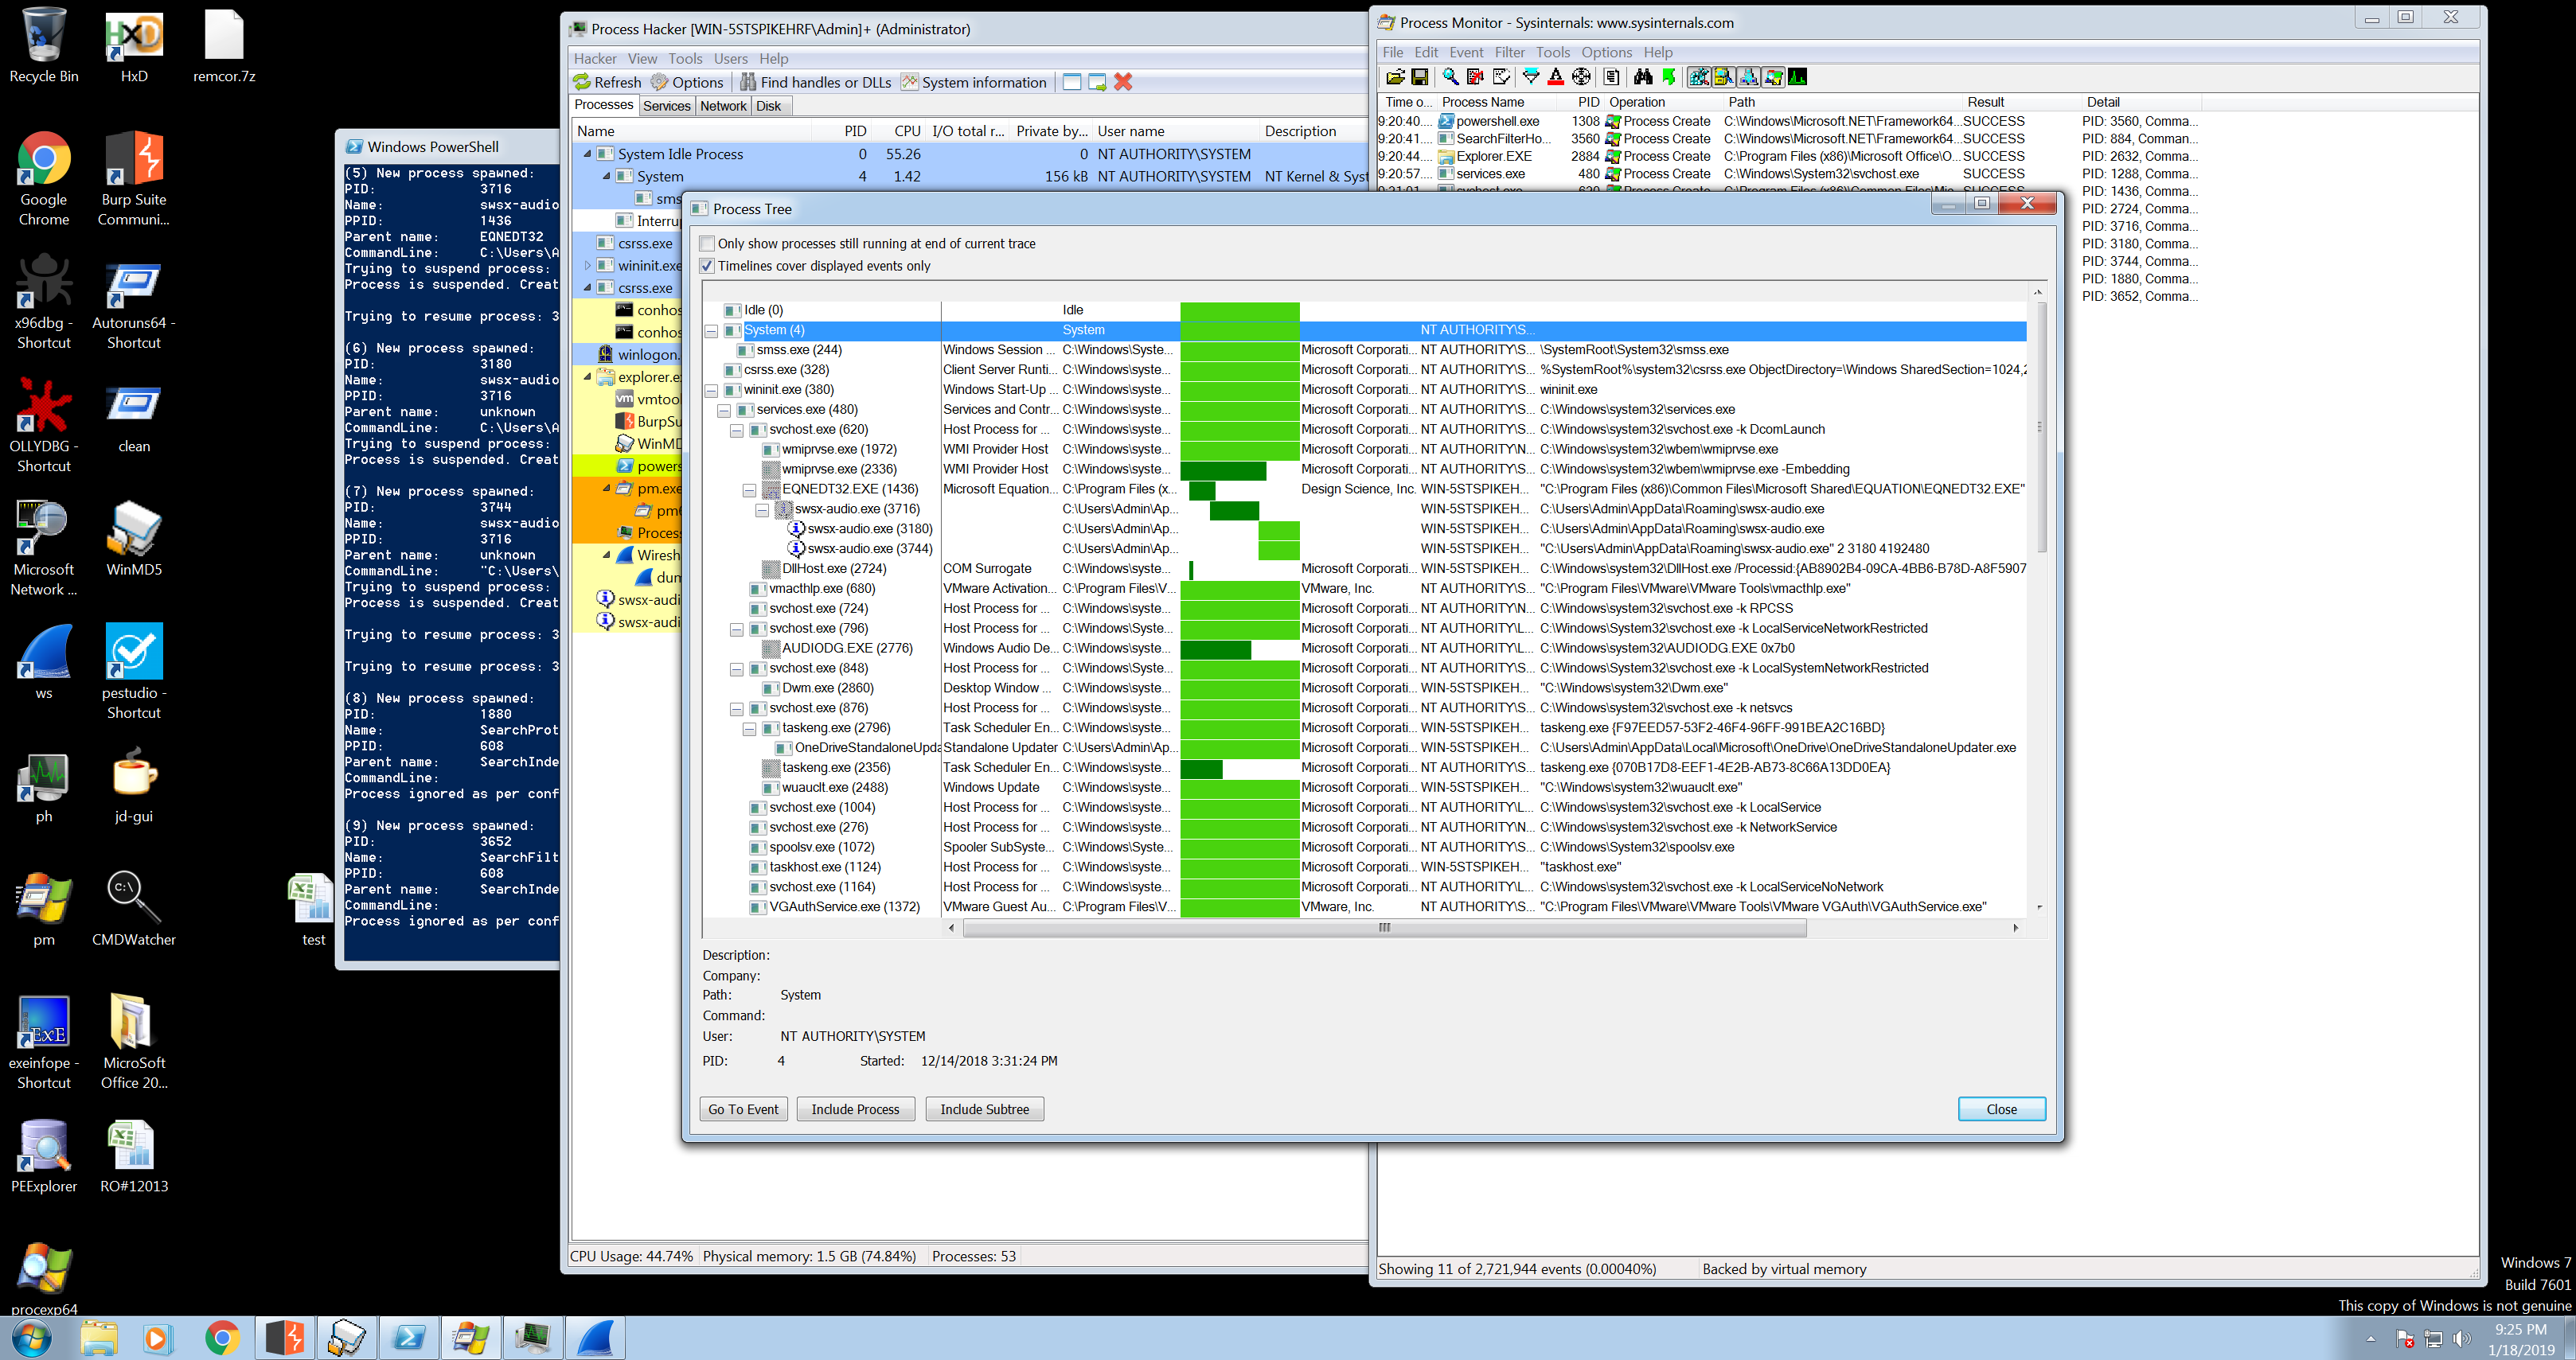 Recycle Bin
HxD
remcor.7z
Google
Chrome
Burp Suite
Communi...
x96dbg -
Shortcut
Autoruns64 -
Shortcut
OLLYDBG -
Shortcut
clean
Microsoft
Network ...
WinMD5
ws
pestudio -
Shortcut
ph
jd-gui
pm
CMDWatcher
test
exeinfope -
Shortcut
MicroSoft
Office 20...
PEExplorer
RO#12013
procexp64
Windows PowerShell
(5) New process spawned:
PID: 3716
Name: swsx-audio
PPID: 1436
Parent name: EQNEDT32
CommandLine: C:\Users\A
Trying to suspend process:
Process is suspended. Creat
Trying to resume process: 3
(6) New process spawned:
PID: 3180
Name: swsx-audio
PPID: 3716
Parent name: unknown
CommandLine: C:\Users\A
Trying to suspend process:
Process is suspended. Creat
(7) New process spawned:
PID: 3744
Name: swsx-audio
PPID: 3716
Parent name: unknown
CommandLine: "C:\Users\
Trying to suspend process:
Process is suspended. Creat
Trying to resume process: 3
Trying to resume process: 3
(8) New process spawned:
PID: 1880
Name: SearchProt
PPID: 608
Parent name: SearchInde
CommandLine:
Process ignored as per conf
(9) New process spawned:
PID: 3652
Name: SearchFilt
PPID: 608
Parent name: SearchInde
CommandLine:
Process ignored as per conf
Process Hacker [WIN-5STSPIKEHRF\Admin]+ (Administrator)
Hacker View Tools Users Help
Refresh Options Find handles or DLLs System information
Processes Services Network Disk
Name PID CPU I/O total r... Private by... User name Description
System Idle Process 0 55.26 0 NT AUTHORITY\SYSTEM
System 4 1.42 156 kB NT AUTHORITY\SYSTEM NT Kernel & Syst
sms
Interrup
csrss.exe
wininit.exe
csrss.exe
conhos
conhos
winlogon.
explorer.ex
vmtool
BurpSu
WinMD
powers
pm.exe
pm6
Process
Wiresh
dum
swsx-audi
swsx-audi
CPU Usage: 44.74% Physical memory: 1.5 GB (74.84%) Processes: 53
Process Monitor - Sysinternals: www.sysinternals.com
File Edit Event Filter Tools Options Help
Time o... Process Name PID Operation Path Result Detail
9:20:40.... powershell.exe 1308 Process Create C:\Windows\Microsoft.NET\Framework64... SUCCESS PID: 3560, Comman...
9:20:41.... SearchFilterHo... 3560 Process Create C:\Windows\Microsoft.NET\Framework64... SUCCESS PID: 884, Comman...
9:20:44.... Explorer.EXE 2884 Process Create C:\Program Files (x86)\Microsoft Office\O... SUCCESS PID: 2632, Comma...
9:20:57.... services.exe 480 Process Create C:\Windows\System32\svchost.exe SUCCESS PID: 1288, Comma...
PID: 1436, Comma...
PID: 2724, Comma...
PID: 3716, Comma...
PID: 3180, Comma...
PID: 3744, Comma...
PID: 1880, Comma...
PID: 3652, Comma...
Showing 11 of 2,721,944 events (0.00040%) Backed by virtual memory
Process Tree
Only show processes still running at end of current trace
Timelines cover displayed events only
Idle (0) Idle
System (4) System NT AUTHORITY\S...
smss.exe (244) Windows Session ... C:\Windows\Syste... Microsoft Corporati... NT AUTHORITY\S... \SystemRoot\System32\smss.exe
csrss.exe (328) Client Server Runti... C:\Windows\syste... Microsoft Corporati... NT AUTHORITY\S... %SystemRoot%\system32\csrss.exe ObjectDirectory=\Windows SharedSection=1024,2
wininit.exe (380) Windows Start-Up ... C:\Windows\syste... Microsoft Corporati... NT AUTHORITY\S... wininit.exe
services.exe (480) Services and Contr... C:\Windows\syste... Microsoft Corporati... NT AUTHORITY\S... C:\Windows\system32\services.exe
svchost.exe (620) Host Process for ... C:\Windows\syste... Microsoft Corporati... NT AUTHORITY\S... C:\Windows\system32\svchost.exe -k DcomLaunch
wmiprvse.exe (1972) WMI Provider Host C:\Windows\syste... Microsoft Corporati... NT AUTHORITY\N... C:\Windows\system32\wbem\wmiprvse.exe
wmiprvse.exe (2336) WMI Provider Host C:\Windows\syste... Microsoft Corporati... NT AUTHORITY\S... C:\Windows\system32\wbem\wmiprvse.exe -Embedding
EQNEDT32.EXE (1436) Microsoft Equation... C:\Program Files (x... Design Science, Inc. WIN-5STSPIKEH... "C:\Program Files (x86)\Common Files\Microsoft Shared\EQUATION\EQNEDT32.EXE"
swsx-audio.exe (3716) C:\Users\Admin\Ap... WIN-5STSPIKEH... C:\Users\Admin\AppData\Roaming\swsx-audio.exe
swsx-audio.exe (3180) C:\Users\Admin\Ap... WIN-5STSPIKEH... C:\Users\Admin\AppData\Roaming\swsx-audio.exe
swsx-audio.exe (3744) C:\Users\Admin\Ap... WIN-5STSPIKEH... "C:\Users\Admin\AppData\Roaming\swsx-audio.exe" 2 3180 4192480
DllHost.exe (2724) COM Surrogate C:\Windows\syste... Microsoft Corporati... WIN-5STSPIKEH... C:\Windows\system32\DllHost.exe /Processid:{AB8902B4-09CA-4BB6-B78D-A8F5907
vmacthlp.exe (680) VMware Activation... C:\Program Files\V... VMware, Inc. NT AUTHORITY\S... "C:\Program Files\VMware\VMware Tools\vmacthlp.exe"
svchost.exe (724) Host Process for ... C:\Windows\syste... Microsoft Corporati... NT AUTHORITY\N... C:\Windows\system32\svchost.exe -k RPCSS
svchost.exe (796) Host Process for ... C:\Windows\Syste... Microsoft Corporati... NT AUTHORITY\L... C:\Windows\System32\svchost.exe -k LocalServiceNetworkRestricted
AUDIODG.EXE (2776) Windows Audio De... C:\Windows\syste... Microsoft Corporati... NT AUTHORITY\L... C:\Windows\system32\AUDIODG.EXE 0x7b0
svchost.exe (848) Host Process for ... C:\Windows\Syste... Microsoft Corporati... NT AUTHORITY\S... C:\Windows\System32\svchost.exe -k LocalSystemNetworkRestricted
Dwm.exe (2860) Desktop Window ... C:\Windows\syste... Microsoft Corporati... WIN-5STSPIKEH... "C:\Windows\system32\Dwm.exe"
svchost.exe (876) Host Process for ... C:\Windows\syste... Microsoft Corporati... NT AUTHORITY\S... C:\Windows\system32\svchost.exe -k netsvcs
taskeng.exe (2796) Task Scheduler En... C:\Windows\syste... Microsoft Corporati... WIN-5STSPIKEH... taskeng.exe {F97EED57-53F2-46F4-96FF-991BEA2C16BD}
OneDriveStandaloneUpda Standalone Updater C:\Users\Admin\Ap... Microsoft Corporati... WIN-5STSPIKEH... C:\Users\Admin\AppData\Local\Microsoft\OneDrive\OneDriveStandaloneUpdater.exe
taskeng.exe (2356) Task Scheduler En... C:\Windows\syste... Microsoft Corporati... NT AUTHORITY\S... taskeng.exe {070B17D8-EEF1-4E2B-AB73-8C66A13DD0EA}
wuauclt.exe (2488) Windows Update C:\Windows\syste... Microsoft Corporati... WIN-5STSPIKEH... "C:\Windows\system32\wuauclt.exe"
svchost.exe (1004) Host Process for ... C:\Windows\syste... Microsoft Corporati... NT AUTHORITY\L... C:\Windows\system32\svchost.exe -k LocalService
svchost.exe (276) Host Process for ... C:\Windows\syste... Microsoft Corporati... NT AUTHORITY\N... C:\Windows\system32\svchost.exe -k NetworkService
spoolsv.exe (1072) Spooler SubSyste... C:\Windows\Syste... Microsoft Corporati... NT AUTHORITY\S... C:\Windows\System32\spoolsv.exe
taskhost.exe (1124) Host Process for ... C:\Windows\syste... Microsoft Corporati... WIN-5STSPIKEH... "taskhost.exe"
svchost.exe (1164) Host Process for ... C:\Windows\syste... Microsoft Corporati... NT AUTHORITY\L... C:\Windows\system32\svchost.exe -k LocalServiceNoNetwork
VGAuthService.exe (1372) VMware Guest Au... C:\Program Files\V... VMware, Inc. NT AUTHORITY\S... "C:\Program Files\VMware\VMware Tools\VMware VGAuth\VGAuthService.exe"
Description:
Company:
Path: System
Command:
User: NT AUTHORITY\SYSTEM
PID: 4 Started: 12/14/2018 3:31:24 PM
Go To Event Include Process Include Subtree Close
Windows 7
Build 7601
This copy of Windows is not genuine
9:25 PM
1/18/2019